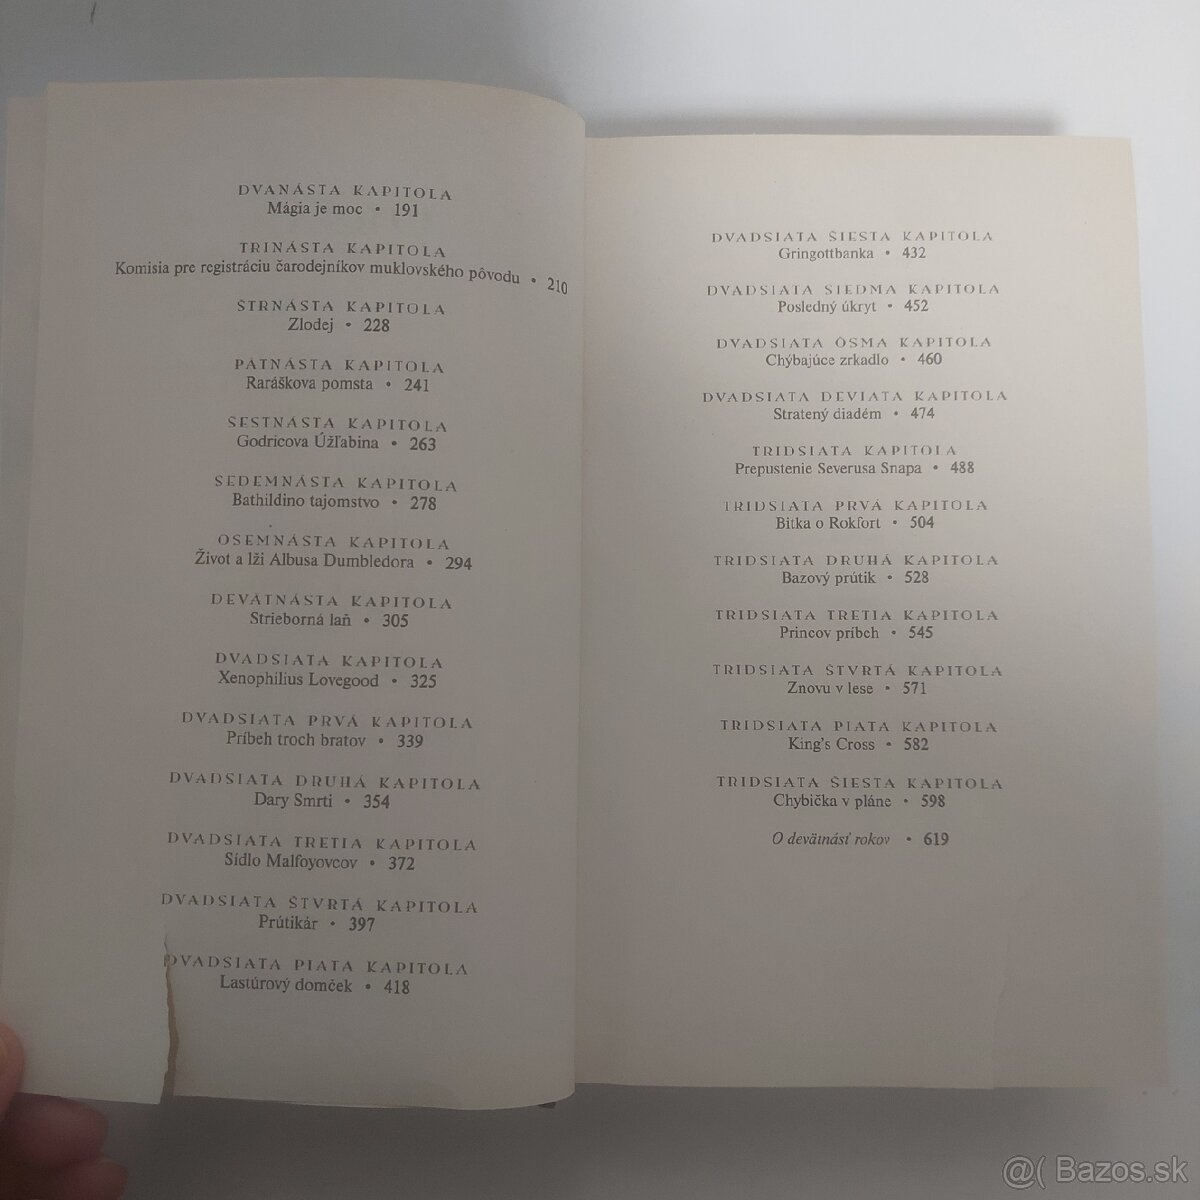 DVANÁSTA KAPITOLA
Mágia je moc • 191
TRINÁSTA KAPITOLA
Komisia pre registráciu čarodejníkov muklovského pôvodu • 210
ŠTRNÁSTA KAPITOLA
Zlodej • 228
PÄTNÁSTA KAPITOLA
Raráškova pomsta • 241
ŠESTNÁSTA KAPITOLA
Godricova Úžľabina • 263
SEDEMNÁSTA KAPITOLA
Bathildino tajomstvo • 278
OSEMNÁSTA KAPITOLA
Život a lži Albusa Dumbledora • 294
DEVÄTNÁSTA KAPITOLA
Strieborná laň • 305
DVADSIATA KAPITOLA
Xenophilius Lovegood • 325
DVADSIATA PRVÁ KAPITOLA
Príbeh troch bratov • 339
DVADSIATA DRUHÁ KAPITOLA
Dary Smrti • 354
DVADSIATA TRETIA KAPITOLA
Sídlo Malfoyovcov • 372
DVADSIATA ŠTVRTÁ KAPITOLA
Prútikár • 397
DVADSIATA PIATA KAPITOLA
Lastúrový domček • 418
DVADSIATA ŠIESTA KAPITOLA
Gringottbanka • 432
DVADSIATA SIEDMA KAPITOLA
Posledný úkryt • 452
DVADSIATA ÔSMA KAPITOLA
Chýbajúce zrkadlo • 460
DVADSIATA DEVIATA KAPITOLA
Stratený diadém • 474
TRIDSIATA KAPITOLA
Prepustenie Severusa Snapa • 488
TRIDSIATA PRVÁ KAPITOLA
Bitka o Rokfort • 504
TRIDSIATA DRUHÁ KAPITOLA
Bazový prútik • 528
TRIDSIATA TRETIA KAPITOLA
Princov príbeh • 545
TRIDSIATA ŠTVRTÁ KAPITOLA
Znovu v lese • 571
TRIDSIATA PIATA KAPITOLA
King's Cross • 582
TRIDSIATA ŠIESTA KAPITOLA
Chybička v pláne • 598
O devätnásť rokov • 619
@( Bazos.sk